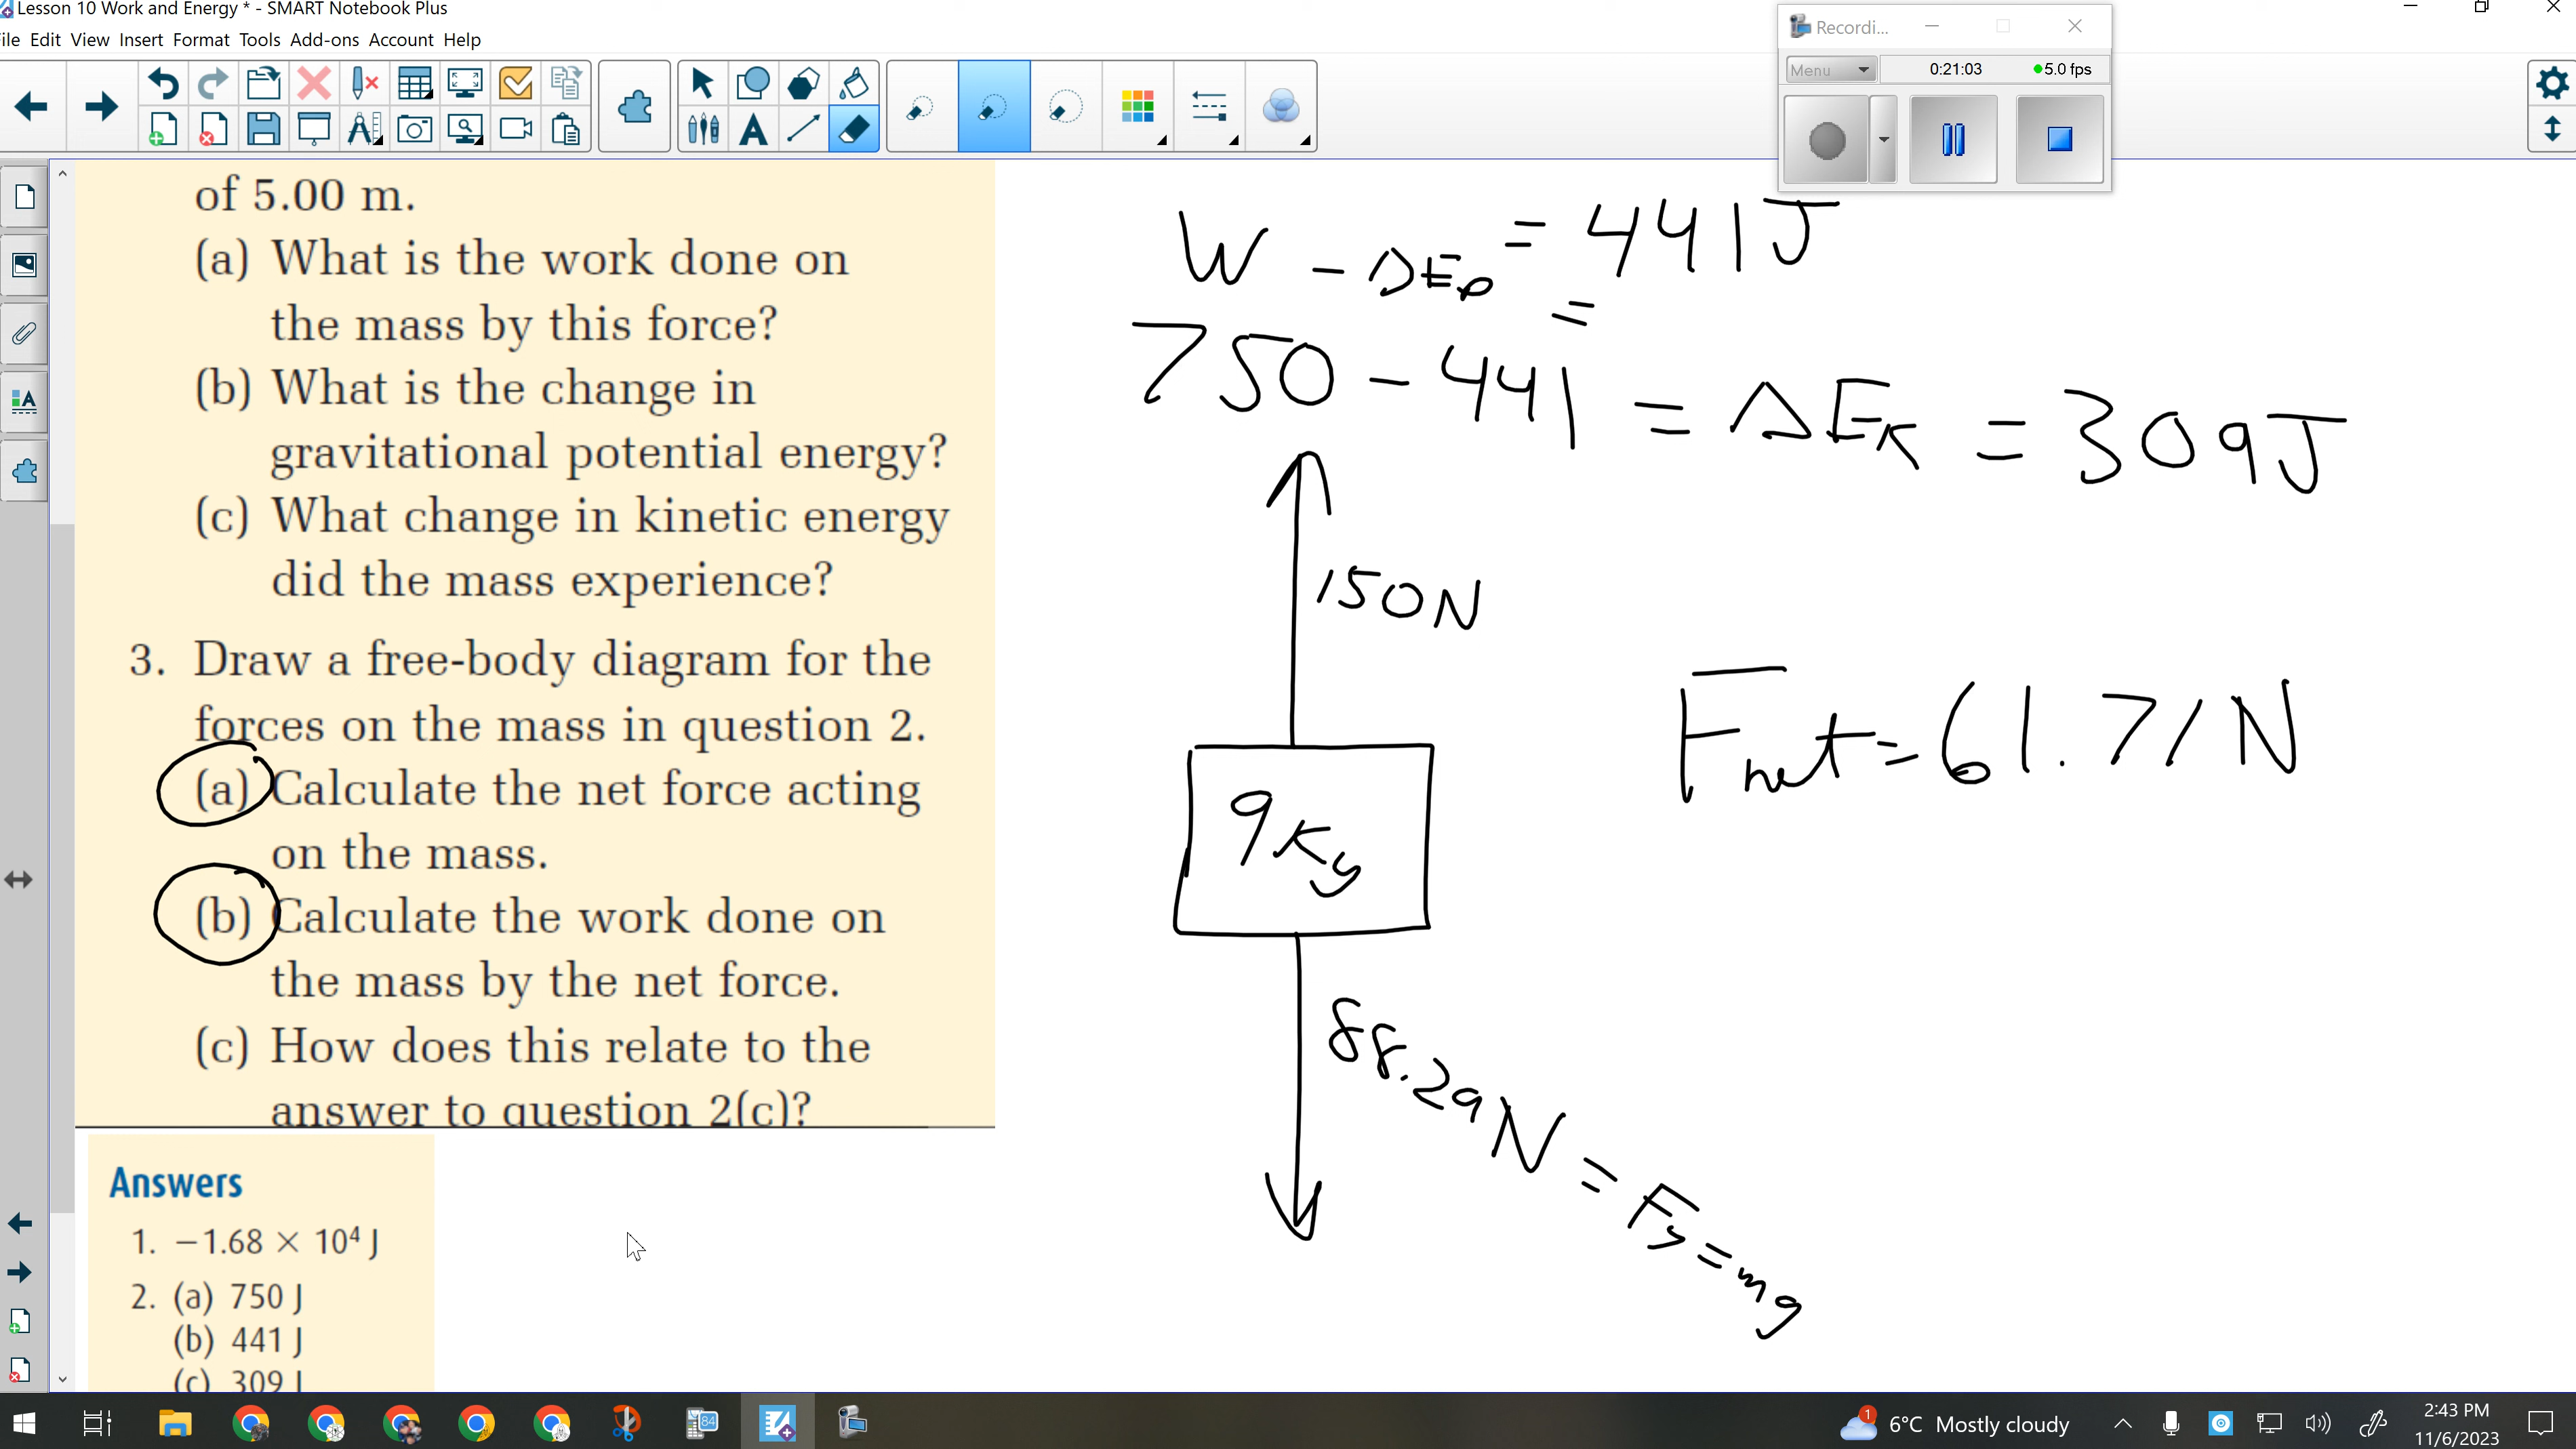 Lesson 10 Work and Energy * - SMART Notebook Plus
File Edit View Insert Format Tools Add-ons Account Help
Recordi...
Menu
0:21:03
5.0 fps
of 5.00 m.
(a) What is the work done on
the mass by this force?
(b) What is the change in
gravitational potential energy?
(c) What change in kinetic energy
did the mass experience?
3. Draw a free-body diagram for the
forces on the mass in question 2.
(a) Calculate the net force acting
on the mass.
(b) Calculate the work done on
the mass by the net force.
(c) How does this relate to the
answer to question 2(c)?
Answers
1. −1.68 × 10⁴ J
2. (a) 750 J
(b) 441 J
(c) 309 J
W - ΔEp = 441J
=
750 - 441 = ΔEK = 309J
150N
Fnet = 61.71N
9Kg
88.29N = Fg = mg
84
1
6°C Mostly cloudy
2:43 PM
11/6/2023